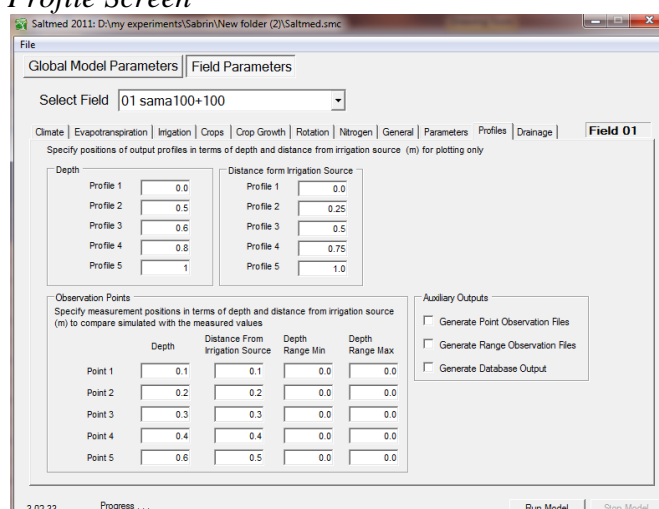 Profile Screen
Saltmed 2011: D:\my experiments\Sabrin\New folder (2)\Saltmed.smc
File
Global Model Parameters Field Parameters
Select Field 01 sama100+100
Climate Evapotranspiration Irrigation Crops Crop Growth Rotation Nitrogen General Parameters Profiles Drainage Field 01
Specify positions of output profiles in terms of depth and distance from irrigation source (m) for plotting only
Depth Distance form Irrigation Source
Profile 1 0.0 Profile 1 0.0
Profile 2 0.5 Profile 2 0.25
Profile 3 0.6 Profile 3 0.5
Profile 4 0.8 Profile 4 0.75
Profile 5 1 Profile 5 1.0
Observation Points
Specify measurement positions in terms of depth and distance from irrigation source
(m) to compare simulated with the measured values
Depth Distance From Irrigation Source Depth Range Min Depth Range Max
Point 1 0.1 0.1 0.0 0.0
Point 2 0.2 0.2 0.0 0.0
Point 3 0.3 0.3 0.0 0.0
Point 4 0.4 0.4 0.0 0.0
Point 5 0.6 0.5 0.0 0.0
Auxiliary Outputs
Generate Point Observation Files
Generate Range Observation Files
Generate Database Output
Progress . . . Run Model Stop Model